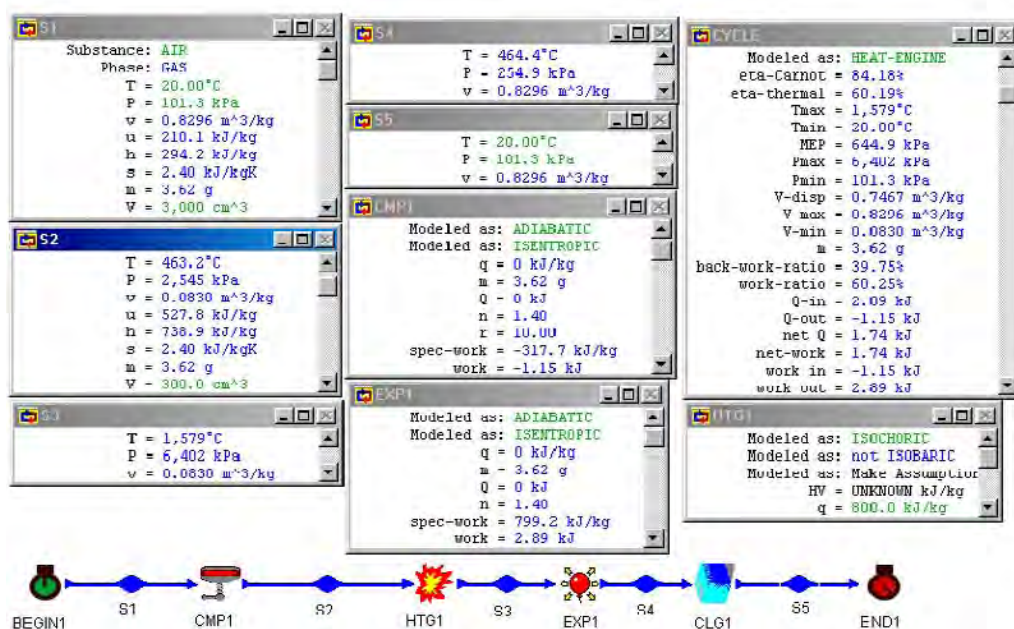 S1
Substance: AIR
Phase: GAS
T = 20.00°C
P = 101.3 kPa
v = 0.8296 m^3/kg
u = 210.1 kJ/kg
h = 294.2 kJ/kg
s = 2.40 kJ/kgK
m = 3.62 g
V = 3,000 cm^3
S2
T = 463.2°C
P = 2,545 kPa
v = 0.0830 m^3/kg
u = 527.8 kJ/kg
h = 738.9 kJ/kg
s = 2.40 kJ/kgK
m = 3.62 g
V - 300.0 cm^3
S3
T = 1,579°C
P = 6,402 kPa
v = 0.0830 m^3/kg
S4
T = 464.4°C
P - 254.9 kPa
v = 0.8296 m^3/kg
S5
T = 20.00°C
P = 101.3 kPa
v = 0.8296 m^3/kg
CMP1
Modeled as: ADIABATIC
Modeled as: ISENTROPIC
q = 0 kJ/kg
m = 3.62 g
Q - 0 kJ
n = 1.40
r = 10.00
spec-work = -317.7 kJ/kg
work = -1.15 kJ
EXP1
Modeled as: ADIABATIC
Modeled as: ISENTROPIC
q = 0 kJ/kg
m - 3.62 g
Q = 0 kJ
n = 1.40
spec-work = 799.2 kJ/kg
work = 2.89 kJ
CYCLE
Modeled as: HEAT-ENGINE
eta-Carnot = 84.18%
eta-thermal = 60.19%
Tmax = 1,579°C
Tmin - 20.00°C
MEP = 644.9 kPa
Pmax = 6,402 kPa
Pmin = 101.3 kPa
V-disp = 0.7467 m^3/kg
V max = 0.8296 m^3/kg
V-min = 0.0830 m^3/kg
m = 3.62 g
back-work-ratio = 39.75%
work-ratio = 60.25%
Q-in - 2.09 kJ
Q-out = -1.15 kJ
net Q = 1.74 kJ
net-work = 1.74 kJ
work in = -1.15 kJ
work out = 2.89 kJ
HTG1
Modeled as: ISOCHORIC
Modeled as: not ISOBARIC
Modeled as: Make Assumption
HV = UNKNOWN kJ/kg
q = 800.0 kJ/kg
BEGIN1
S1
CMP1
S2
HTG1
S3
EXP1
S4
CLG1
S5
END1